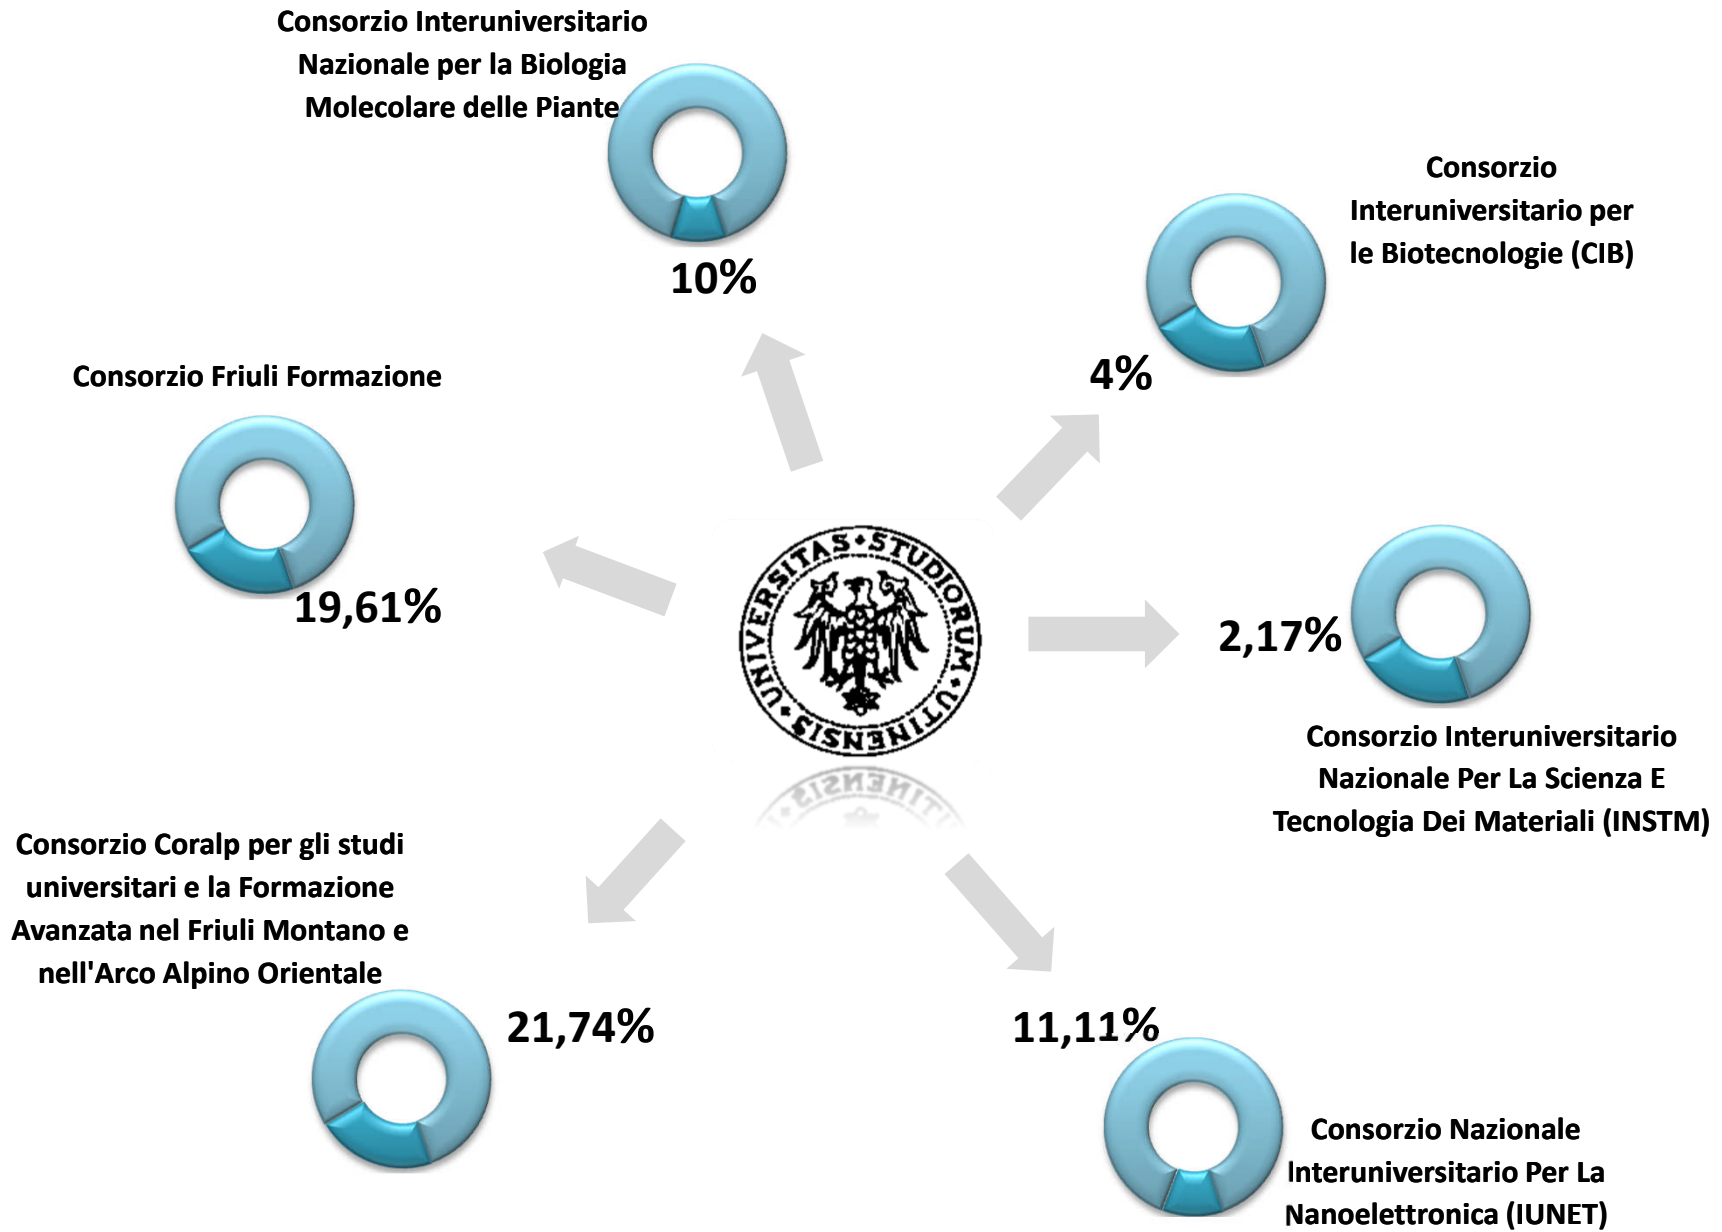 Consorzio Interuniversitario
Nazionale per la Biologia
Molecolare delle Piante
10%
Consorzio
Interuniversitario per
le Biotecnologie (CIB)
4%
Consorzio Friuli Formazione
19,61%
UNIVERSITAS•STUDIORUM•UTINENSIS•
2,17%
Consorzio Interuniversitario
Nazionale Per La Scienza E
Tecnologia Dei Materiali (INSTM)
Consorzio Coralp per gli studi
universitari e la Formazione
Avanzata nel Friuli Montano e
nell'Arco Alpino Orientale
21,74%
11,11%
Consorzio Nazionale
Interuniversitario Per La
Nanoelettronica (IUNET)